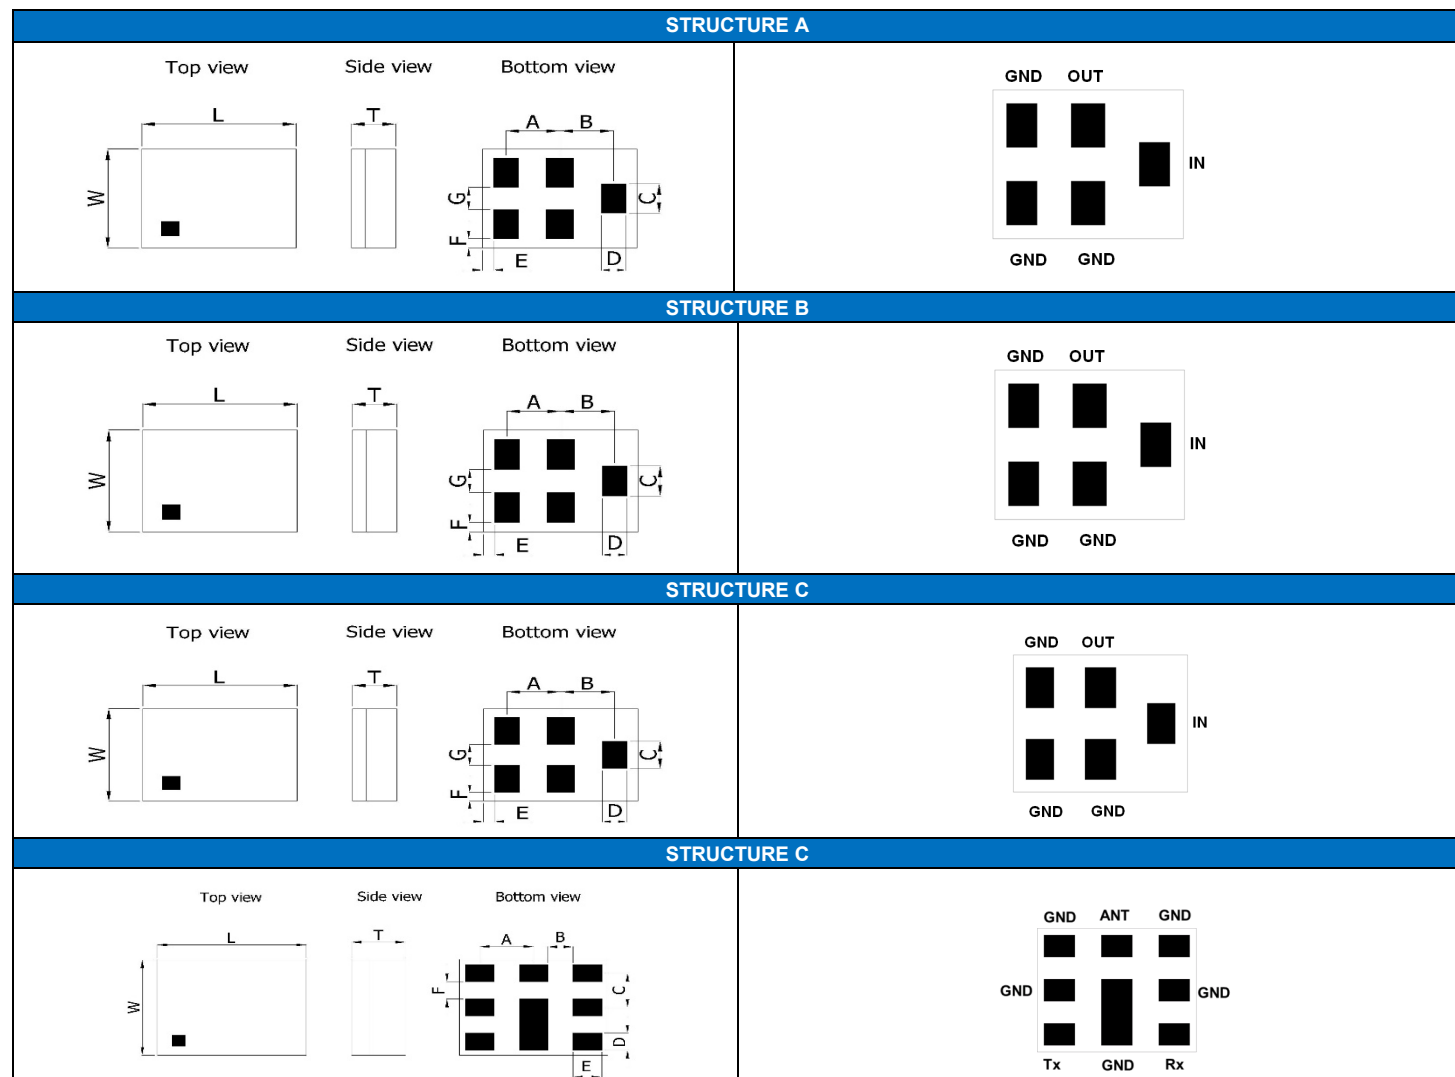 STRUCTURE A
Top view Side view Bottom view
GND OUT
L T A B
W G C IN
F
E D
GND GND
STRUCTURE B
Top view Side view Bottom view
GND OUT
L T A B
W G C IN
F
E D
GND GND
STRUCTURE C
Top view Side view Bottom view
GND OUT
L T A B
W G C IN
F
E D
GND GND
STRUCTURE C
Top view Side view Bottom view
GND ANT GND
L T A B
F C GND GND
W
D
E
Tx GND Rx